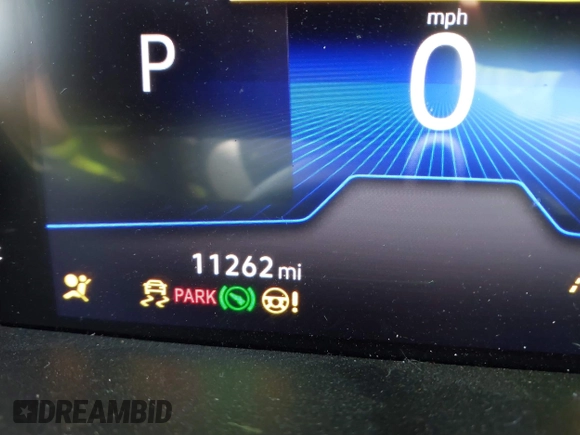 mph
P 0
11262 mi
PARK !
DREAMBID